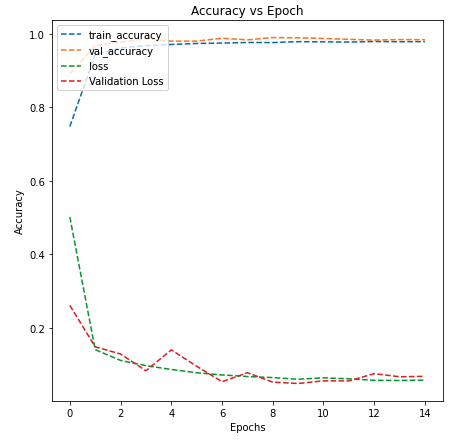 Accuracy vs Epoch
train_accuracy
val_accuracy
loss
Validation Loss
1.0
0.8
0.6
0.4
0.2
Accuracy
0 2 4 6 8 10 12 14
Epochs